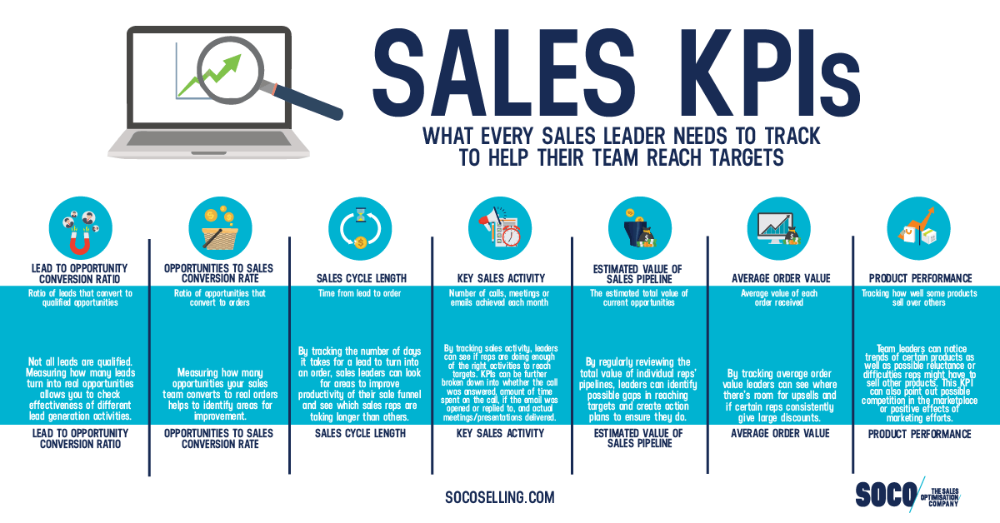 SALES KPIs
WHAT EVERY SALES LEADER NEEDS TO TRACK
TO HELP THEIR TEAM REACH TARGETS
LEAD TO OPPORTUNITY
CONVERSION RATIO
Ratio of leads that convert to
qualified opportunities
Not all leads are qualified.
Measuring how many leads
turn into real opportunities
allows you to check
effectiveness of different
lead generation activities.
LEAD TO OPPORTUNITY
CONVERSION RATIO
OPPORTUNITIES TO SALES
CONVERSION RATE
Ratio of opportunities that
convert to orders
Measuring how many
opportunities your sales
team converts to real orders
helps to identify areas for
improvement.
OPPORTUNITIES TO SALES
CONVERSION RATE
SALES CYCLE LENGTH
Time from lead to order
By tracking the number of days
it takes for a lead to turn into
an order, sales leaders can look
for areas to improve
productivity of their sale funnel
and see which sales reps are
taking longer than others.
SALES CYCLE LENGTH
KEY SALES ACTIVITY
Number of calls, meetings or
emails achieved each month
By tracking sales activity, leaders
can see if reps are doing enough
of the right activities to reach
targets. KPIs can be further
broken down into whether the call
was answered, amount of time
spent on the call, if the email was
opened or replied to, and actual
meetings/presentations delivered.
KEY SALES ACTIVITY
ESTIMATED VALUE OF
SALES PIPELINE
The estimated total value of
current opportunities
By regularly reviewing the
total value of individual reps'
pipelines, leaders can identify
possible gaps in reaching
targets and create action
plans to ensure they do.
ESTIMATED VALUE OF
SALES PIPELINE
AVERAGE ORDER VALUE
Average value of each
order received
By tracking average order
value leaders can see where
there's room for upsells and
if certain reps consistently
give large discounts.
AVERAGE ORDER VALUE
PRODUCT PERFORMANCE
Tracking how well some products
sell over others
Team leaders can notice
trends of certain products as
well as possible reluctance or
difficulties reps might have to
sell other products. This KPI
can also point out possible
competition in the marketplace
or positive effects of
marketing efforts.
PRODUCT PERFORMANCE
SOCOSELLING.COM
SOCO/
THE SALES
OPTIMISATION
COMPANY